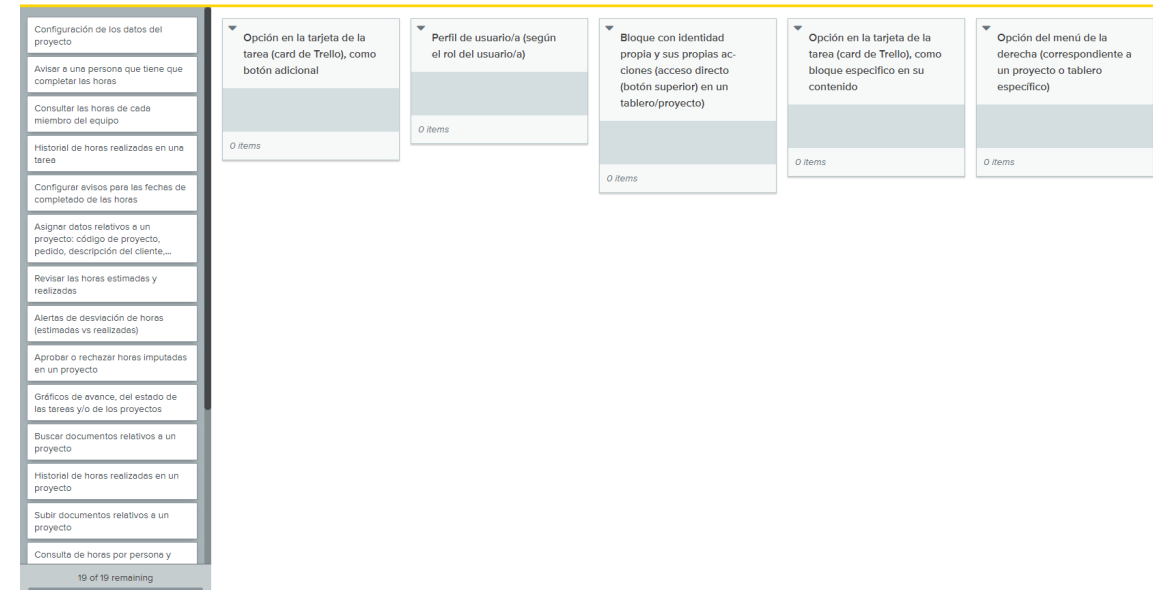 Configuración de los datos del
proyecto
Avisar a una persona que tiene que
completar las horas
Consultar las horas de cada
miembro del equipo
Historial de horas realizadas en una
tarea
Configurar avisos para las fechas de
completado de las horas
Asignar datos relativos a un
proyecto: código de proyecto,
pedido, descripción del cliente,...
Revisar las horas estimadas y
realizadas
Alertas de desviación de horas
(estimadas vs realizadas)
Aprobar o rechazar horas imputadas
en un proyecto
Gráficos de avance, del estado de
las tareas y/o de los proyectos
Buscar documentos relativos a un
proyecto
Historial de horas realizadas en un
proyecto
Subir documentos relativos a un
proyecto
Consulta de horas por persona y
19 of 19 remaining
Opción en la tarjeta de la
tarea (card de Trello), como
botón adicional
0 items
Perfil de usuario/a (según
el rol del usuario/a)
0 items
Bloque con identidad
propia y sus propias ac-
ciones (acceso directo
(botón superior) en un
tablero/proyecto)
0 items
Opción en la tarjeta de la
tarea (card de Trello), como
bloque especifico en su
contenido
0 items
Opción del menú de la
derecha (correspondiente a
un proyecto o tablero
específico)
0 items